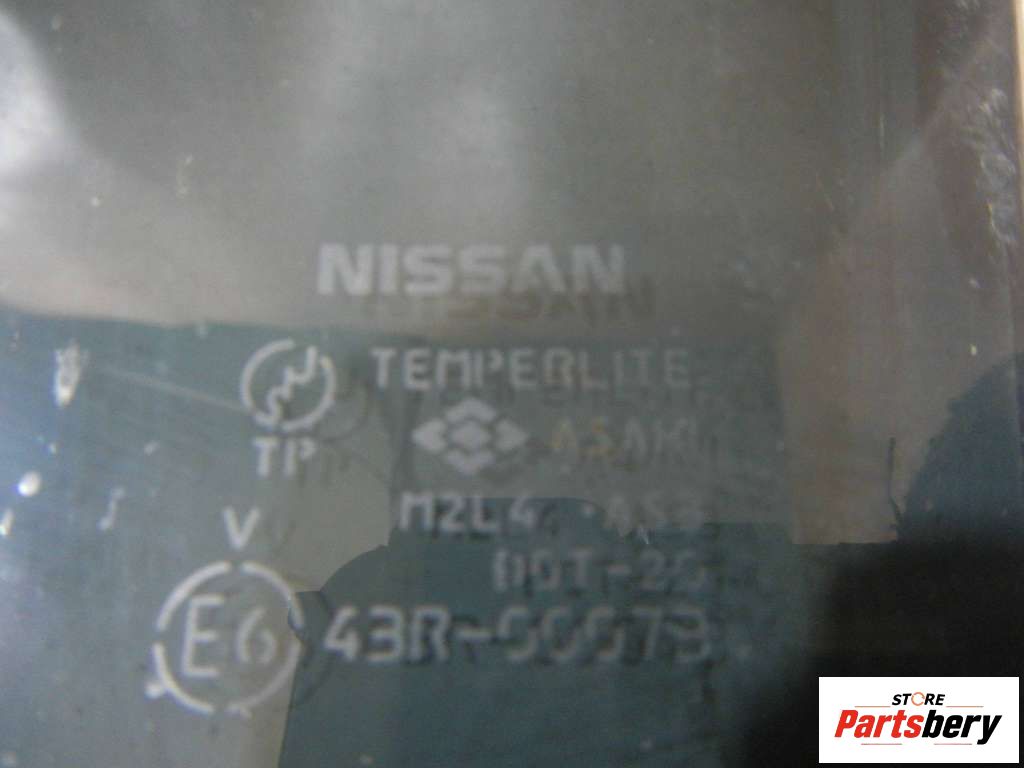 NISSAN
TEMPERLITE
TP
ASAHI
M2L4 AS3
V
DOT-20
E6
43R-00073
STORE
Partsbery